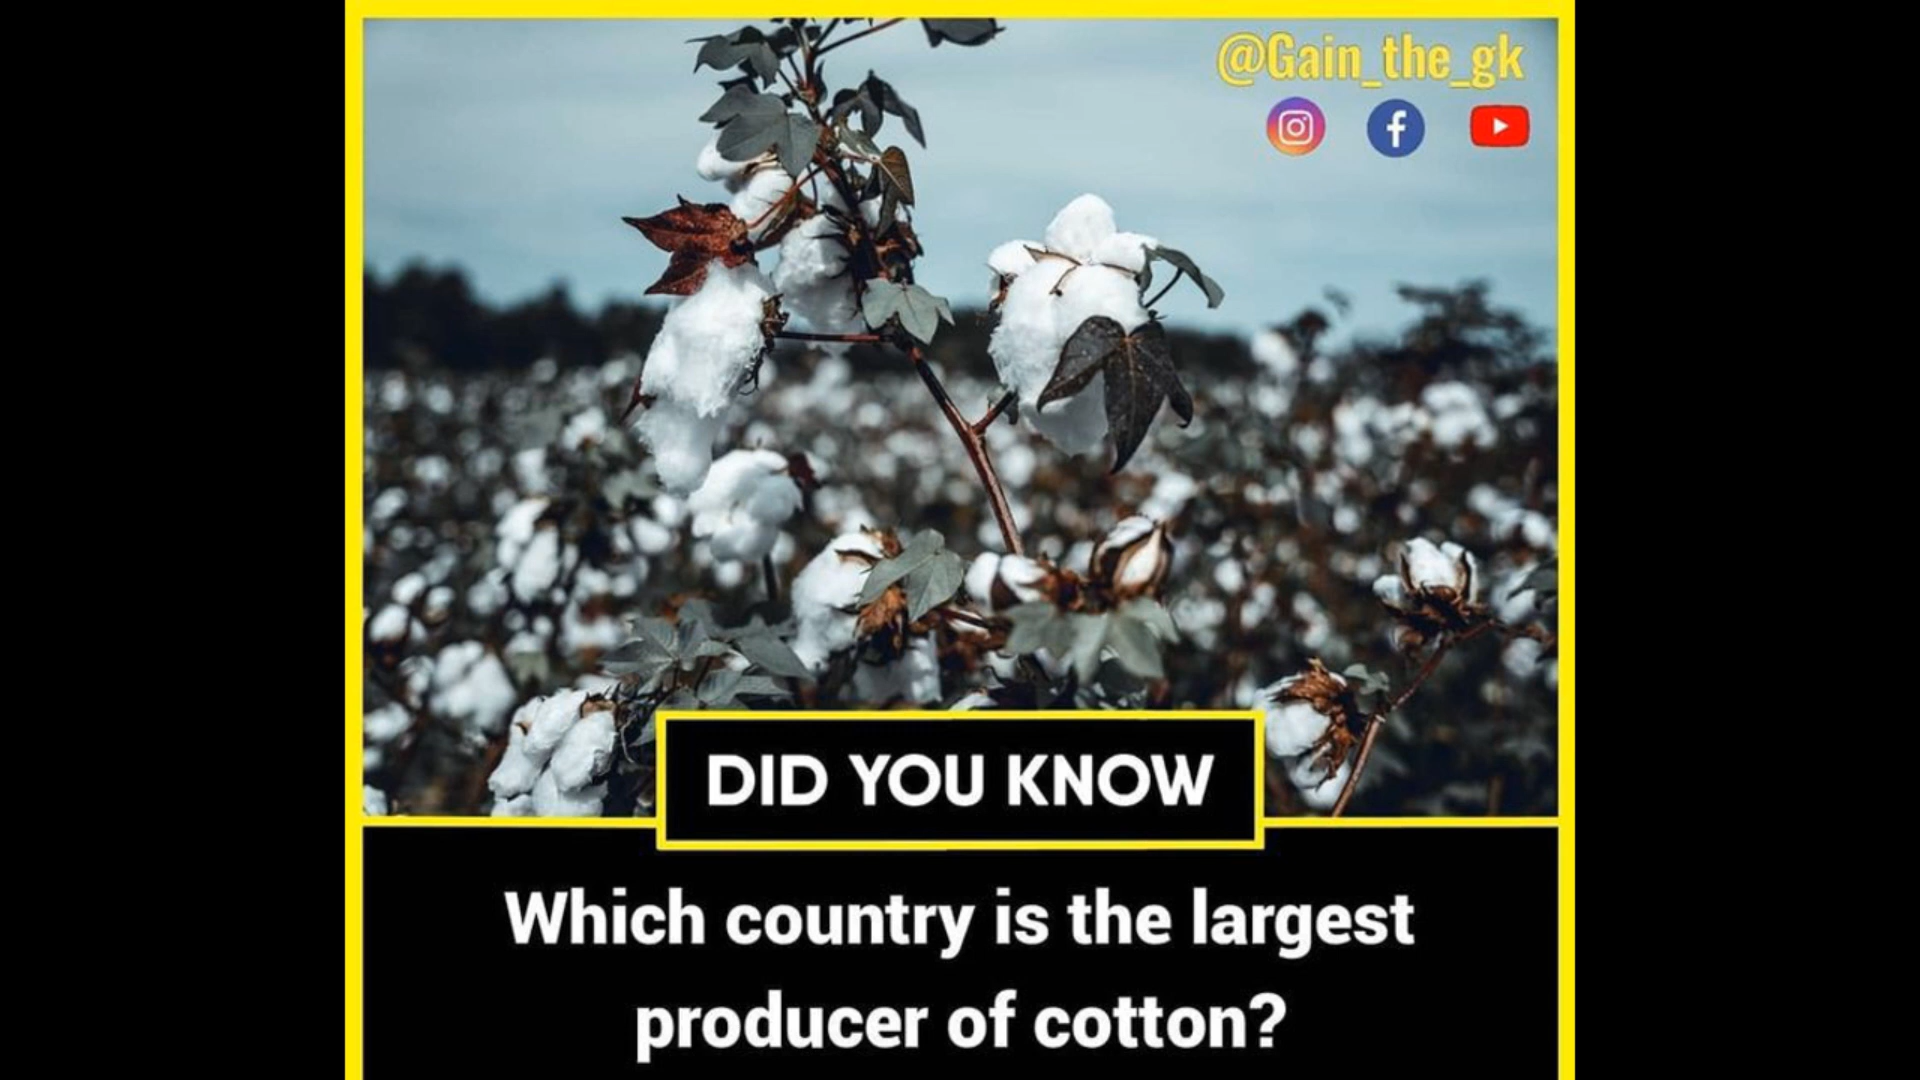 @Gain_the_gk
DID YOU KNOW
Which country is the largest
producer of cotton?